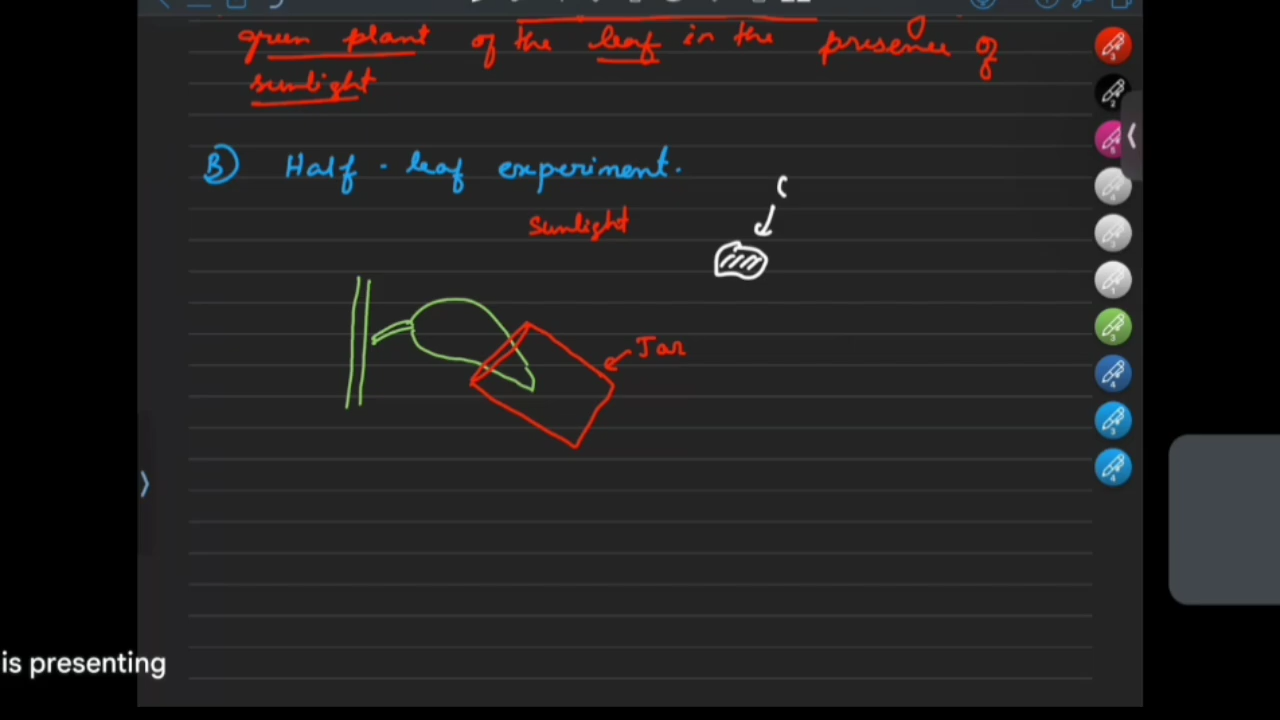 green plant of the leaf in the presence of
sunlight
B) Half - leaf experiment.
Sunlight
C
Jar
is presenting